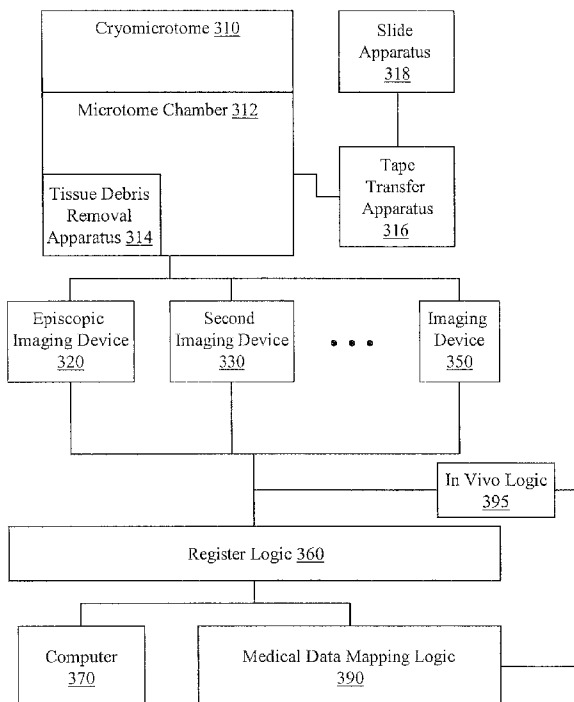 Cryomicrotome 310
Slide
Apparatus
318
Microtome Chamber 312
Tape
Transfer
Apparatus
316
Tissue Debris
Removal
Apparatus 314
Episcopic
Imaging Device
320
Second
Imaging Device
330
• • •
Imaging
Device
350
In Vivo Logic
395
Register Logic 360
Computer
370
Medical Data Mapping Logic
390